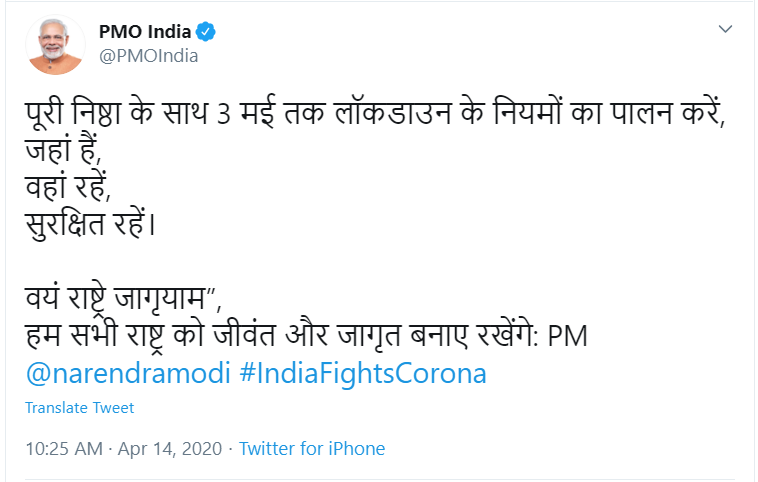 PMO India
@PMOIndia
पूरी निष्ठा के साथ 3 मई तक लॉकडाउन के नियमों का पालन करें,
जहां हैं,
वहां रहें,
सुरक्षित रहें।
वयं राष्ट्रे जागृयाम”,
हम सभी राष्ट्र को जीवंत और जागृत बनाए रखेंगे: PM
@narendramodi #IndiaFightsCorona
Translate Tweet
10:25 AM · Apr 14, 2020 · Twitter for iPhone